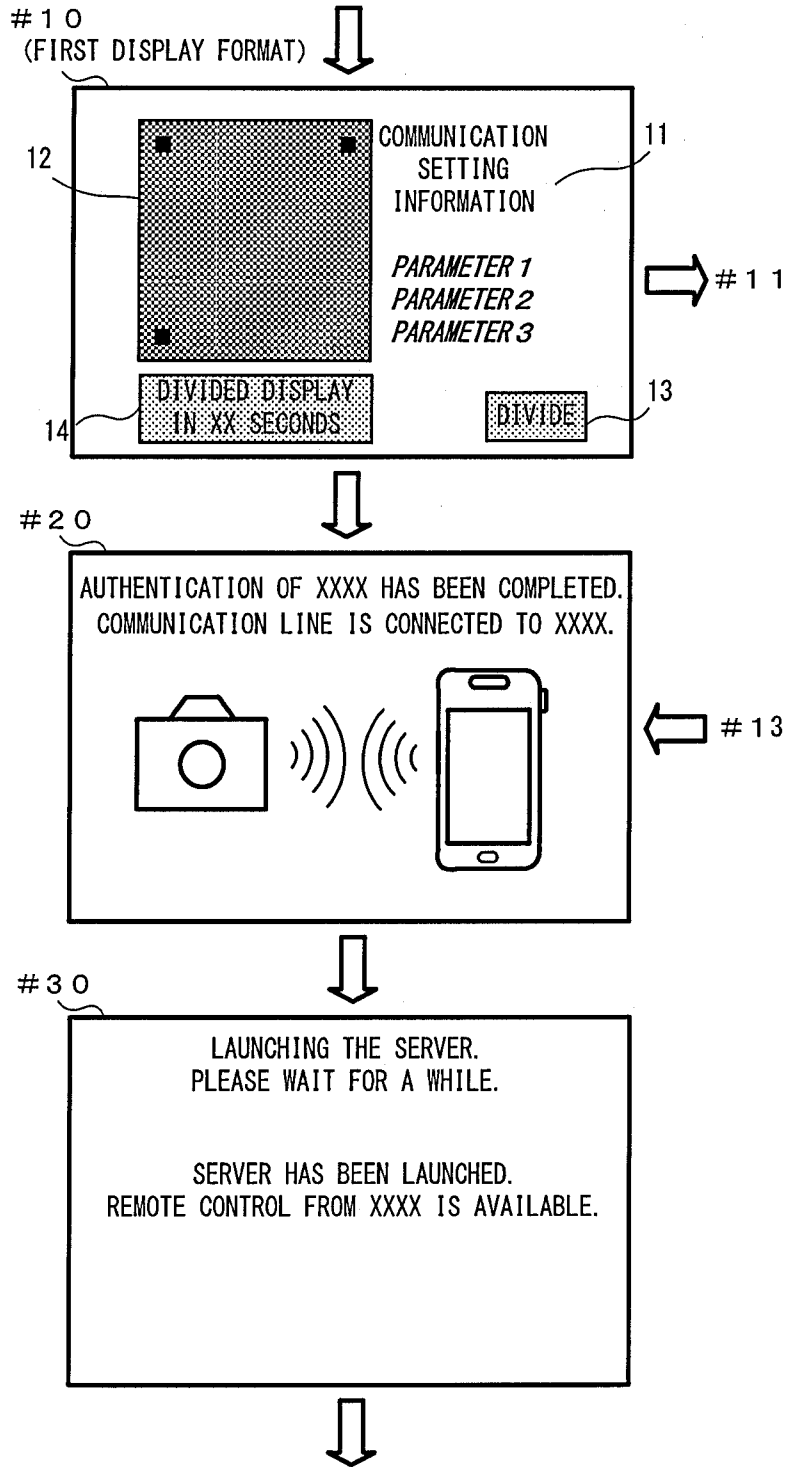 #10
(FIRST DISPLAY FORMAT)
12
COMMUNICATION
SETTING
INFORMATION
11
PARAMETER 1
PARAMETER 2
PARAMETER 3
#11
14
DIVIDED DISPLAY
IN XX SECONDS
DIVIDE
13
#20
AUTHENTICATION OF XXXX HAS BEEN COMPLETED.
COMMUNICATION LINE IS CONNECTED TO XXXX.
#13
#30
LAUNCHING THE SERVER.
PLEASE WAIT FOR A WHILE.
SERVER HAS BEEN LAUNCHED.
REMOTE CONTROL FROM XXXX IS AVAILABLE.